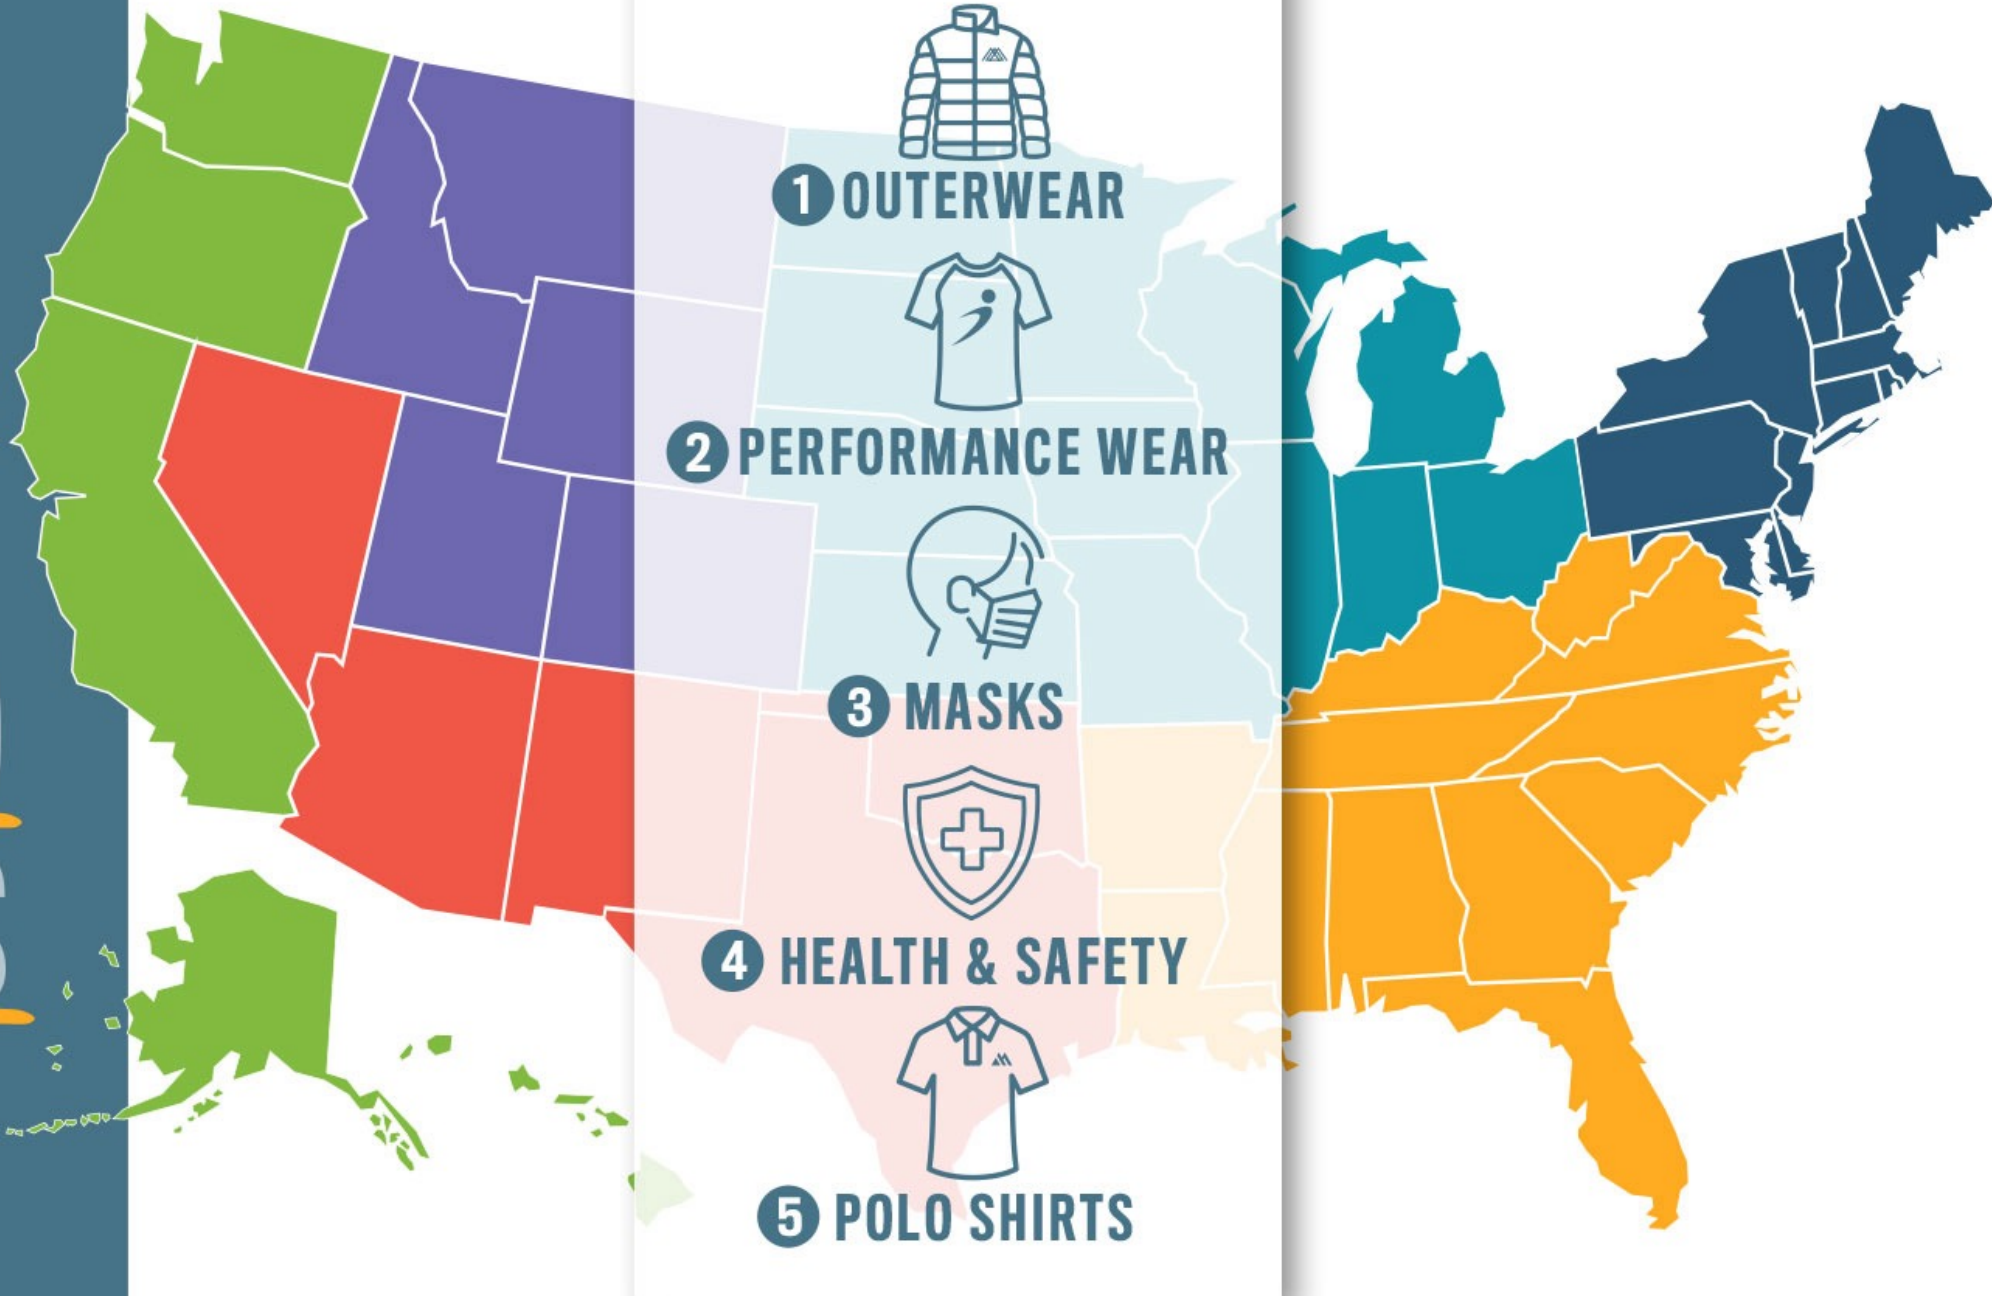 1 OUTERWEAR
2 PERFORMANCE WEAR
3 MASKS
4 HEALTH & SAFETY
5 POLO SHIRTS